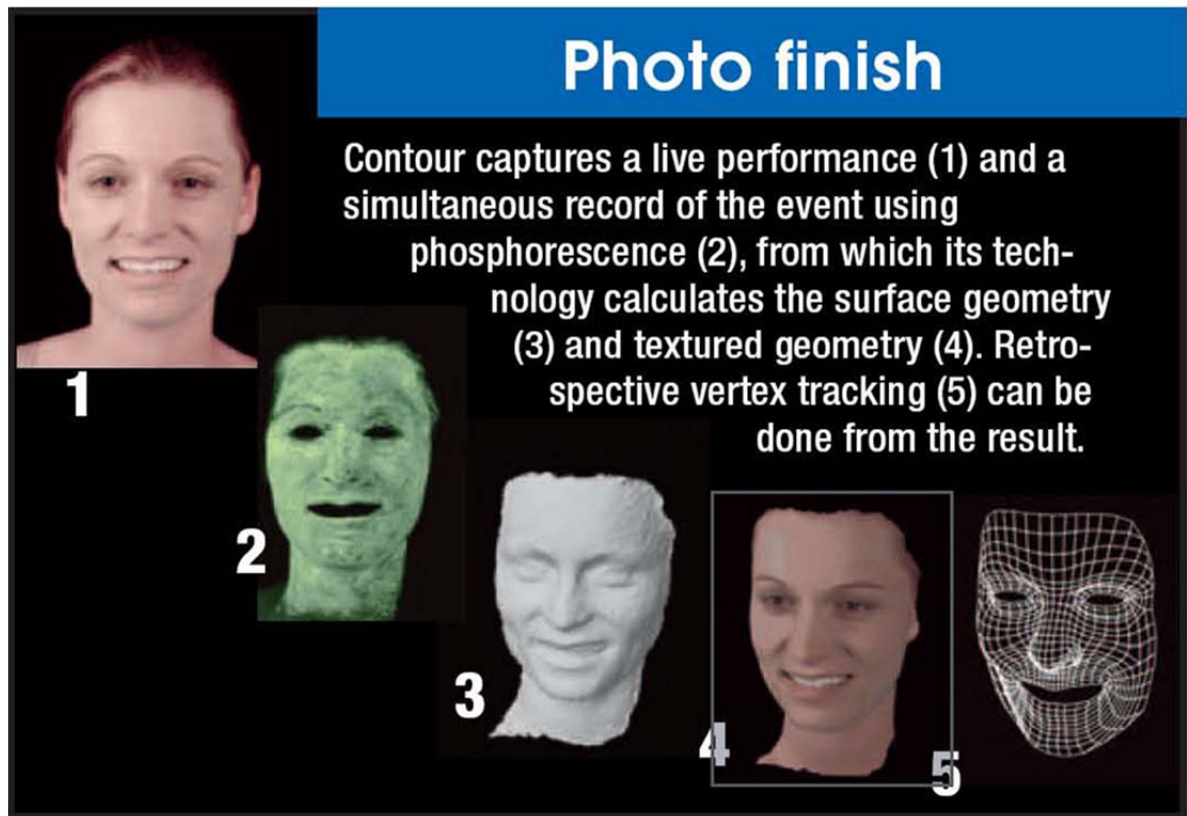 Photo finish
Contour captures a live performance (1) and a
simultaneous record of the event using
phosphorescence (2), from which its tech-
nology calculates the surface geometry
(3) and textured geometry (4). Retro-
spective vertex tracking (5) can be
done from the result.
1
2
3
4
5